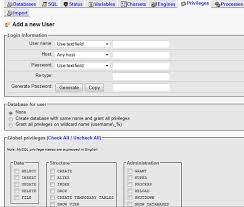 Databases SQL Status Variables Charsets Engines Privileges Processes
Import
Add a new User
Login Information
User name: Use text field
Host: Any host
Password: Use text field
Re-type:
Generate Password: Generate Copy
Database for user
None
Create database with same name and grant all privileges
Grant all privileges on wildcard name (username\_%)
Global privileges (Check All / Uncheck All)
Note: MySQL privilege names are expressed in English
Data Structure Administration
SELECT CREATE GRANT
INSERT ALTER SUPER
UPDATE INDEX PROCESS
DELETE DROP RELOAD
FILE CREATE TEMPORARY TABLES SHUTDOWN
SHOW VIEW SHOW DATABASES